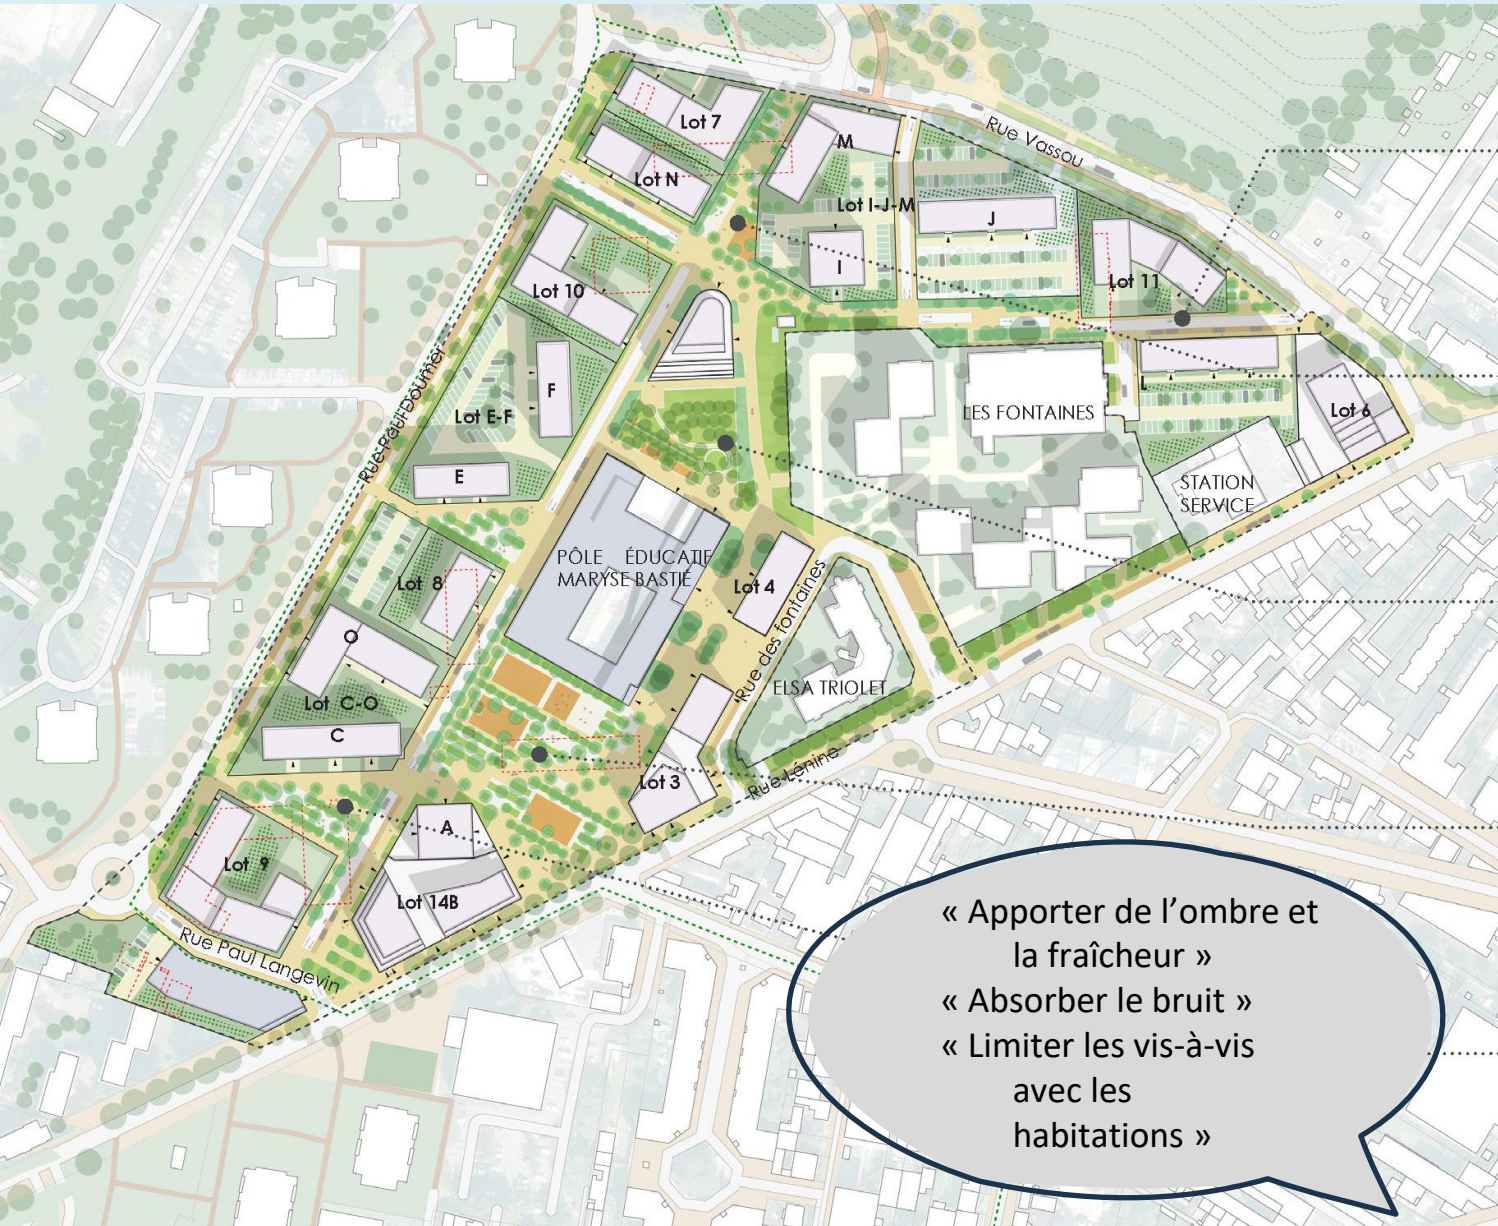 Rue Vassou
Lot 7
M
Lot N
Lot I-J-M
J
I
Lot 11
Lot 10
Rue Paul Doumer
F
Lot E-F
LES FONTAINES
L
Lot 6
E
STATION
SERVICE
PÔLE ÉDUCATIF
MARYSE BASTIÉ
Lot 8
Lot 4
Rue des fontaines
O
ELSA TRIOLET
Lot C-O
C
Rue Lénine
Lot 3
A
Lot 9
Lot 14B
Rue Paul Langevin
« Apporter de l’ombre et
la fraîcheur »
« Absorber le bruit »
« Limiter les vis-à-vis
avec les
habitations »